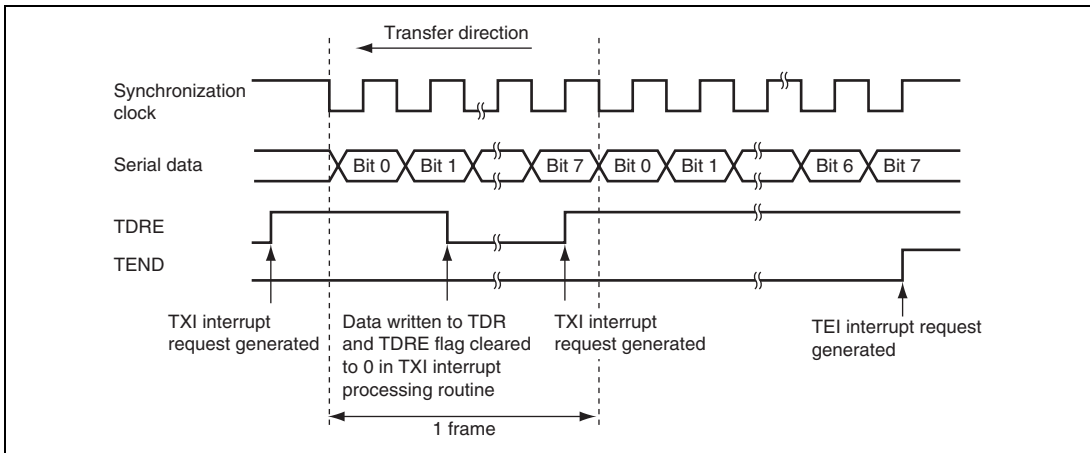 Transfer direction
Synchronization
clock
Serial data
Bit 0
Bit 1
Bit 7
Bit 0
Bit 1
Bit 6
Bit 7
TDRE
TEND
TXI interrupt
request generated
Data written to TDR
and TDRE flag cleared
to 0 in TXI interrupt
processing routine
TXI interrupt
request generated
TEI interrupt request
generated
1 frame